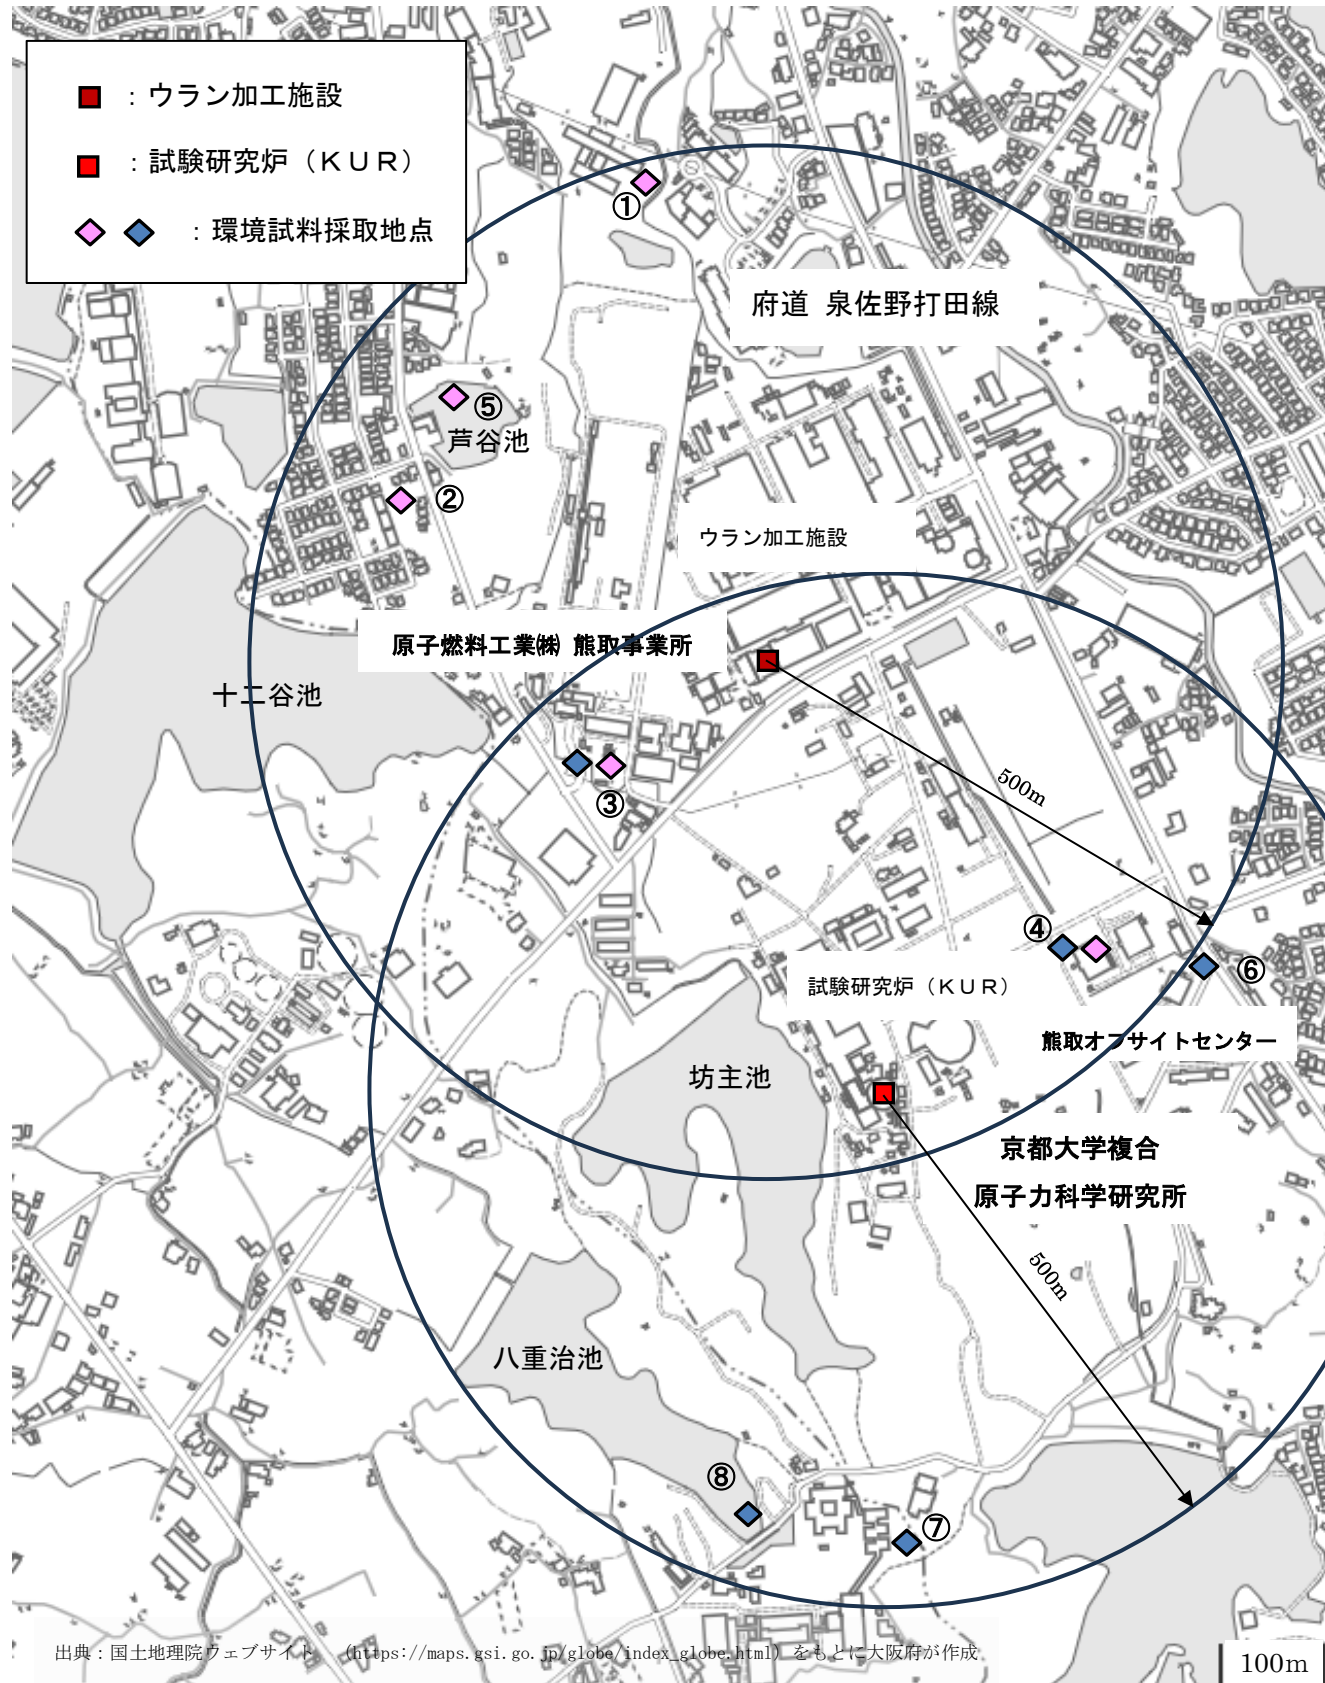 ：ウラン加工施設
：試験研究炉（ＫＵＲ）
：環境試料採取地点
①
府道 泉佐野打田線
⑤
芦谷池
②
ウラン加工施設
原子燃料工業㈱ 熊取事業所
十二谷池
500m
③
④
⑥
試験研究炉（ＫＵＲ）
熊取オフサイトセンター
坊主池
京都大学複合
原子力科学研究所
500m
八重治池
⑧
⑦
出典：国土地理院ウェブサイト （https://maps.gsi.go.jp/globe/index_globe.html）をもとに大阪府が作成
100m